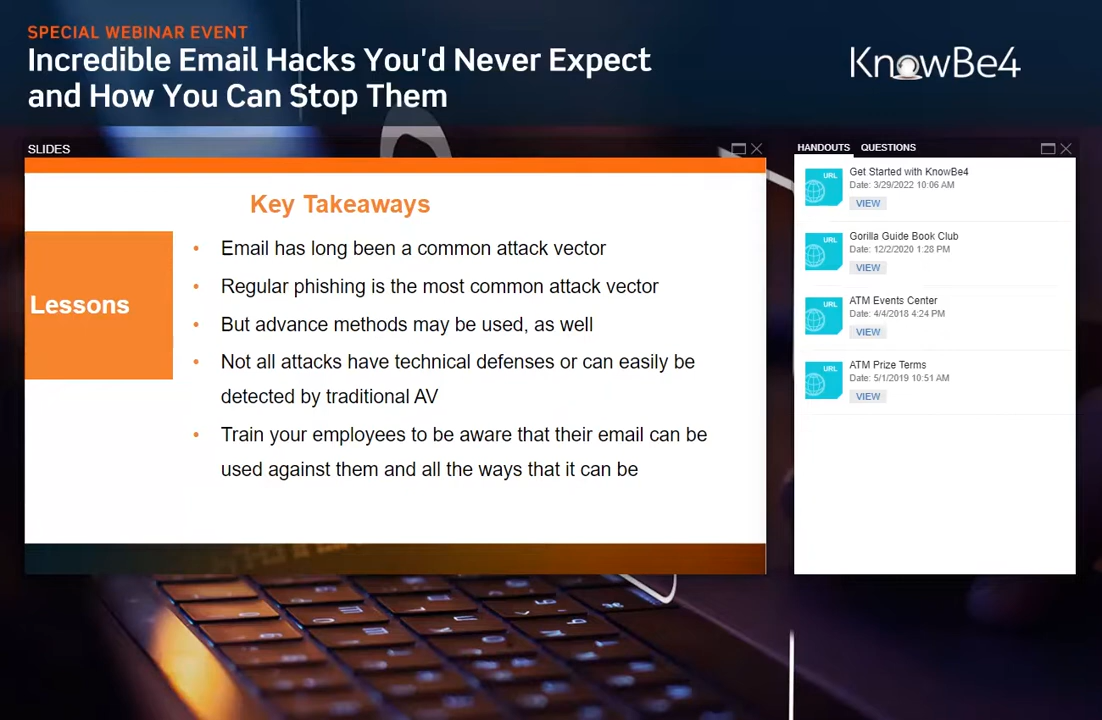 SPECIAL WEBINAR EVENT
Incredible Email Hacks You'd Never Expect
and How You Can Stop Them
KnowBe4
SLIDES
Key Takeaways
Lessons
• Email has long been a common attack vector
• Regular phishing is the most common attack vector
• But advance methods may be used, as well
• Not all attacks have technical defenses or can easily be
detected by traditional AV
• Train your employees to be aware that their email can be
used against them and all the ways that it can be
HANDOUTS QUESTIONS
URL
Get Started with KnowBe4
Date: 3/29/2022 10:06 AM
VIEW
URL
Gorilla Guide Book Club
Date: 12/2/2020 1:28 PM
VIEW
URL
ATM Events Center
Date: 4/4/2018 4:24 PM
VIEW
URL
ATM Prize Terms
Date: 5/1/2019 10:51 AM
VIEW